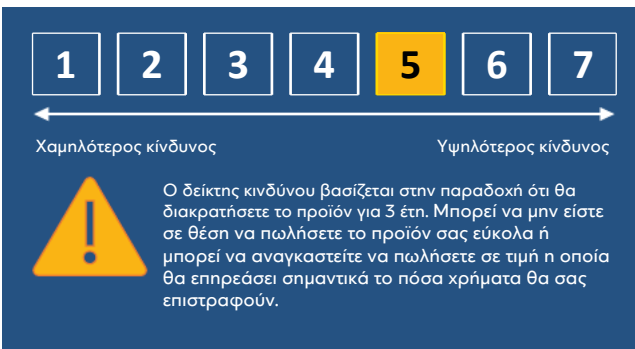 1 2 3 4 5 6 7
Χαμηλότερος κίνδυνος Υψηλότερος κίνδυνος
Ο δείκτης κινδύνου βασίζεται στην παραδοχή ότι θα
διακρατήσετε το προϊόν για 3 έτη. Μπορεί να μην είστε
σε θέση να πωλήσετε το προϊόν σας εύκολα ή
μπορεί να αναγκαστείτε να πωλήσετε σε τιμή η οποία
θα επηρεάσει σημαντικά το πόσα χρήματα θα σας
επιστραφούν.